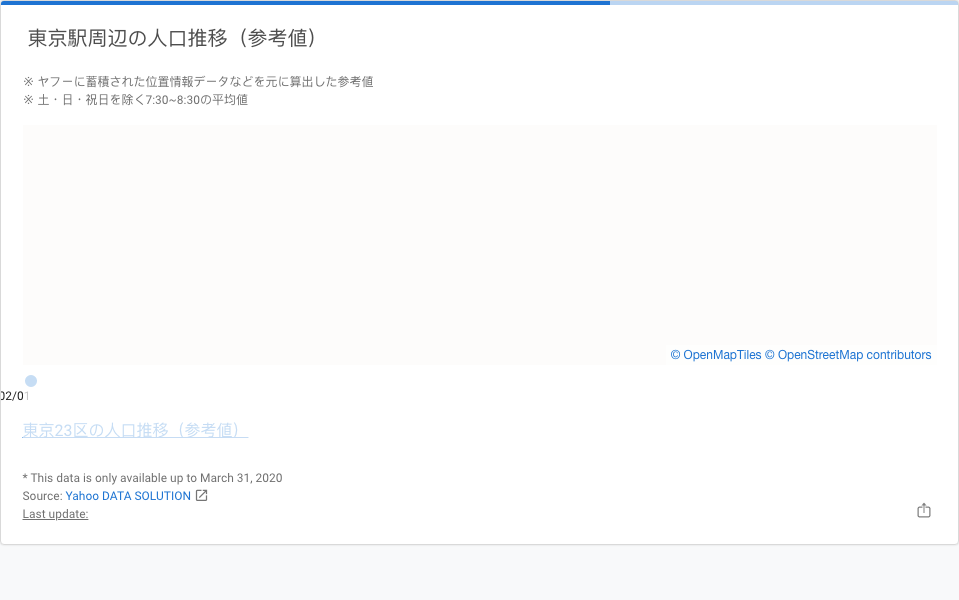 東京駅周辺の人口推移（参考値）
※ ヤフーに蓄積された位置情報データなどを元に算出した参考値
※ 土・日・祝日を除く7:30~8:30の平均値
© OpenMapTiles © OpenStreetMap contributors
02/01
東京23区の人口推移（参考値）
* This data is only available up to March 31, 2020
Source: Yahoo DATA SOLUTION
Last update: